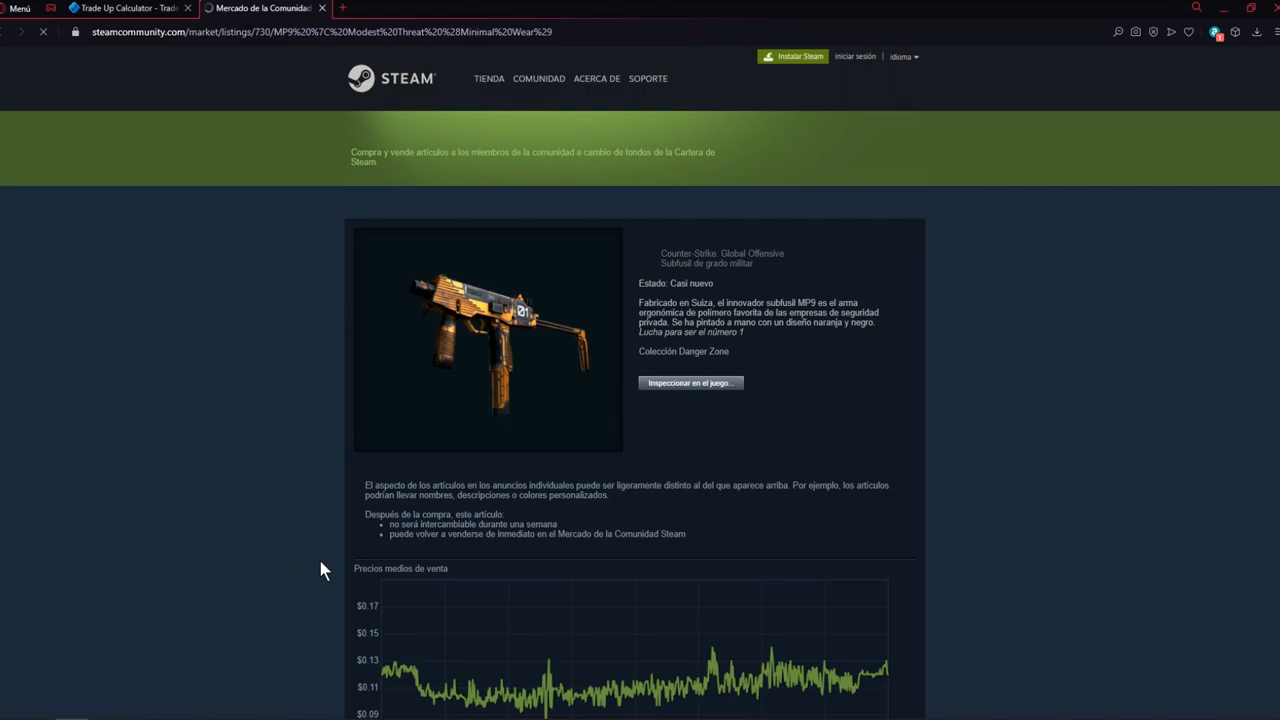 Menú
Trade Up Calculator - Trade
Mercado de la Comunidad
steamcommunity.com/market/listings/730/MP9%20%7C%20Modest%20Threat%20%28Minimal%20Wear%29
1
Instalar Steam
iniciar sesión
idioma
STEAM
TIENDA
COMUNIDAD
ACERCA DE
SOPORTE
Compra y vende artículos a los miembros de la comunidad a cambio de fondos de la Cartera de
Steam.
01
Counter-Strike: Global Offensive
Subfusil de grado militar
Estado: Casi nuevo
Fabricado en Suiza, el innovador subfusil MP9 es el arma
ergonómica de polímero favorita de las empresas de seguridad
privada. Se ha pintado a mano con un diseño naranja y negro.
Lucha para ser el número 1
Colección Danger Zone
Inspeccionar en el juego...
El aspecto de los artículos en los anuncios individuales puede ser ligeramente distinto al del que aparece arriba. Por ejemplo, los artículos
podrían llevar nombres, descripciones o colores personalizados.
Después de la compra, este artículo:
• no será intercambiable durante una semana
• puede volver a venderse de inmediato en el Mercado de la Comunidad Steam
Precios medios de venta
$0.17
$0.15
$0.13
$0.11
$0.09